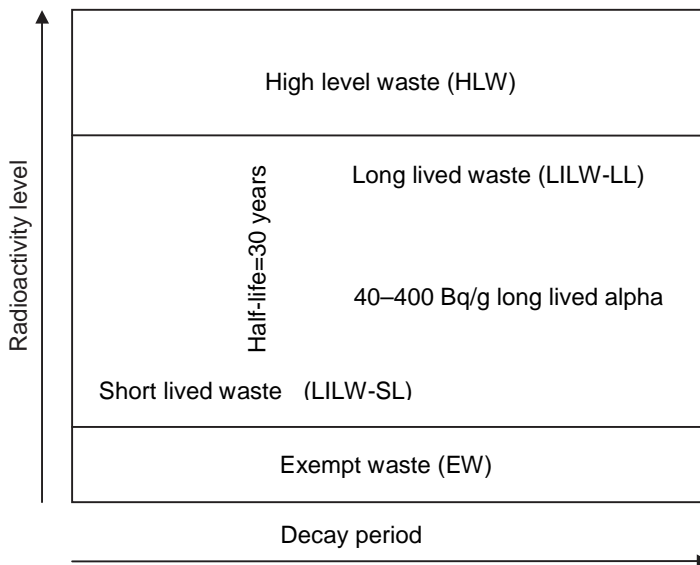 High level waste (HLW)
Long lived waste (LILW-LL)
Half-life=30 years
Radioactivity level
40–400 Bq/g long lived alpha
Short lived waste (LILW-SL)
Exempt waste (EW)
Decay period